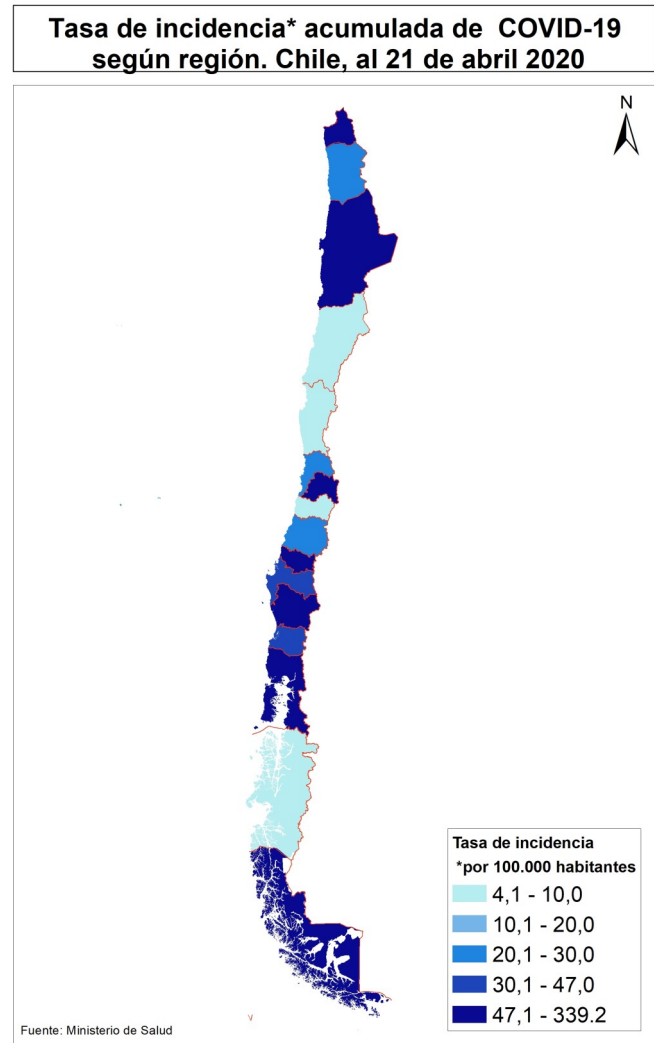 Tasa de incidencia* acumulada de COVID-19
según región. Chile, al 21 de abril 2020
N
Tasa de incidencia
*por 100.000 habitantes
4,1 - 10,0
10,1 - 20,0
20,1 - 30,0
30,1 - 47,0
47,1 - 339.2
Fuente: Ministerio de Salud